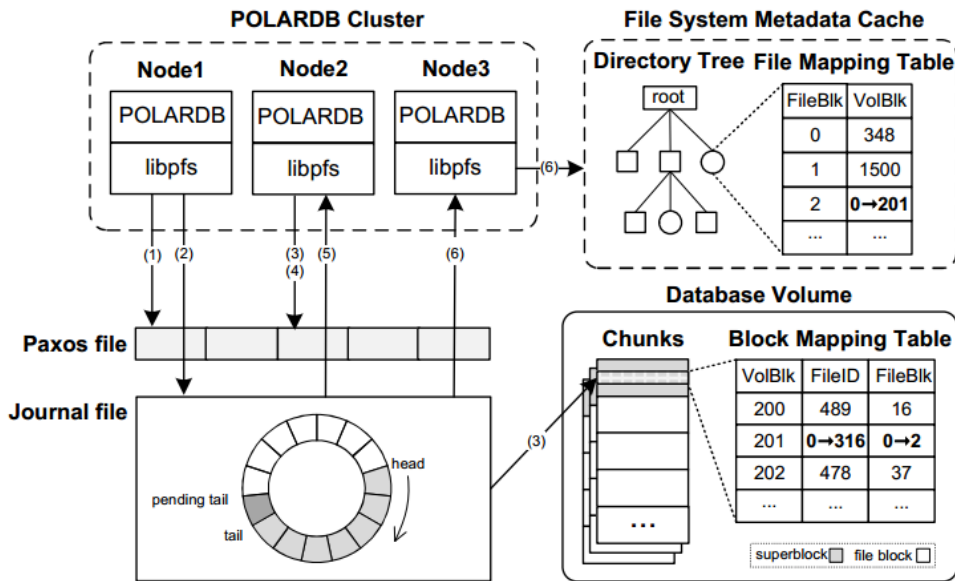 POLARDB Cluster
Node1
Node2
Node3
POLARDB
POLARDB
POLARDB
libpfs
libpfs
libpfs
(1)
(2)
(3)
(4)
(5)
(6)
(6)
File System Metadata Cache
Directory Tree
File Mapping Table
root
FileBlk VolBlk
0 348
1 1500
2 0→201
... ...
Paxos file
Journal file
head
pending tail
tail
(3)
Database Volume
Chunks
...
Block Mapping Table
VolBlk FileID FileBlk
200 489 16
201 0→316 0→2
202 478 37
... ... ...
superblock
file block